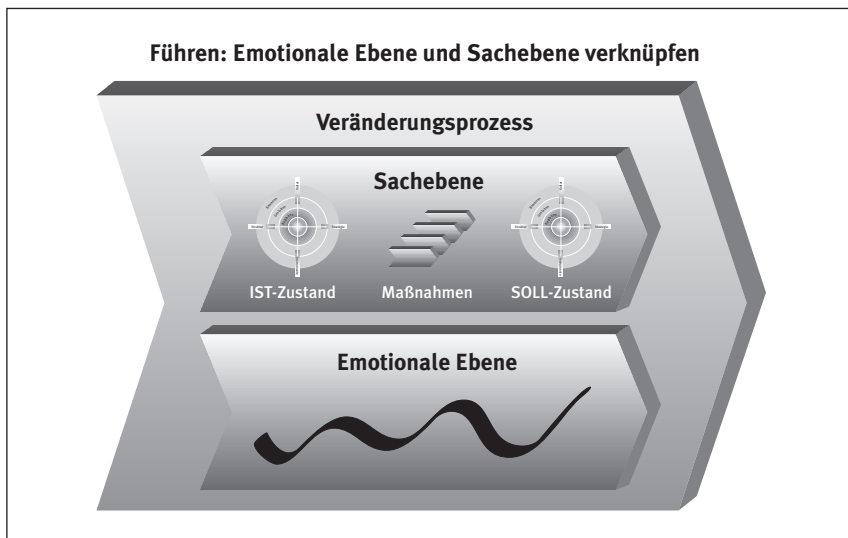 Führen: Emotionale Ebene und Sachebene verknüpfen
Veränderungsprozess
Sachebene
IST-Zustand
Maßnahmen
SOLL-Zustand
Emotionale Ebene